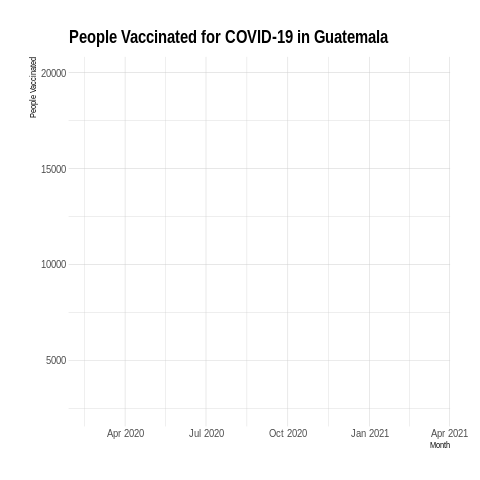 People Vaccinated for COVID-19 in Guatemala
People Vaccinated
20000
15000
10000
5000
Apr 2020 Jul 2020 Oct 2020 Jan 2021 Apr 2021
Month